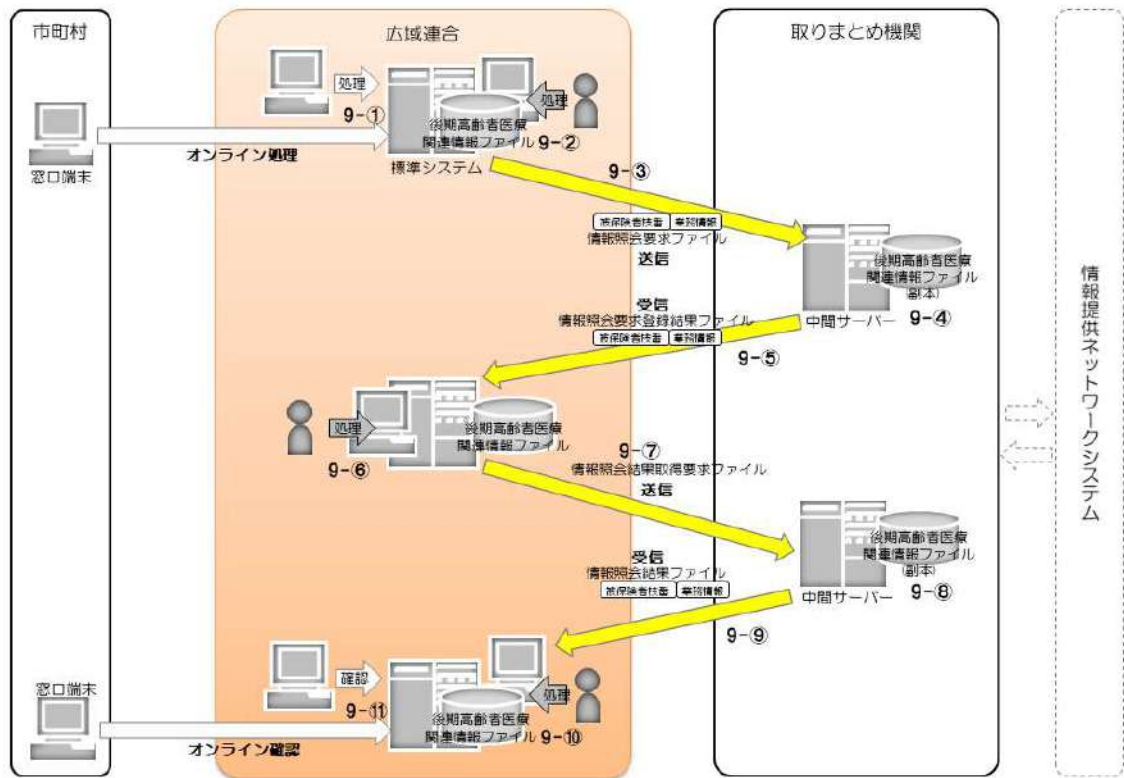 市町村
広域連合
取りまとめ機関
処理
9-①
処理
後期高齢者医療
関連情報ファイル
9-②
標準システム
オンライン処理
窓口端末
9-③
被保険者枝番 業務情報
情報照会要求ファイル
送信
後期高齢者医療
関連情報ファイル
(副本)
中間サーバー
9-④
受信
情報照会要求登録結果ファイル
被保険者枝番 業務情報
9-⑤
処理
9-⑥
後期高齢者医療
関連情報ファイル
9-⑦
情報照会結果取得要求ファイル
送信
後期高齢者医療
関連情報ファイル
(副本)
中間サーバー
9-⑧
受信
情報照会結果ファイル
被保険者枝番 業務情報
9-⑨
窓口端末
確認
9-⑪
処理
後期高齢者医療
関連情報ファイル
9-⑩
オンライン確認
情報提供ネットワークシステム